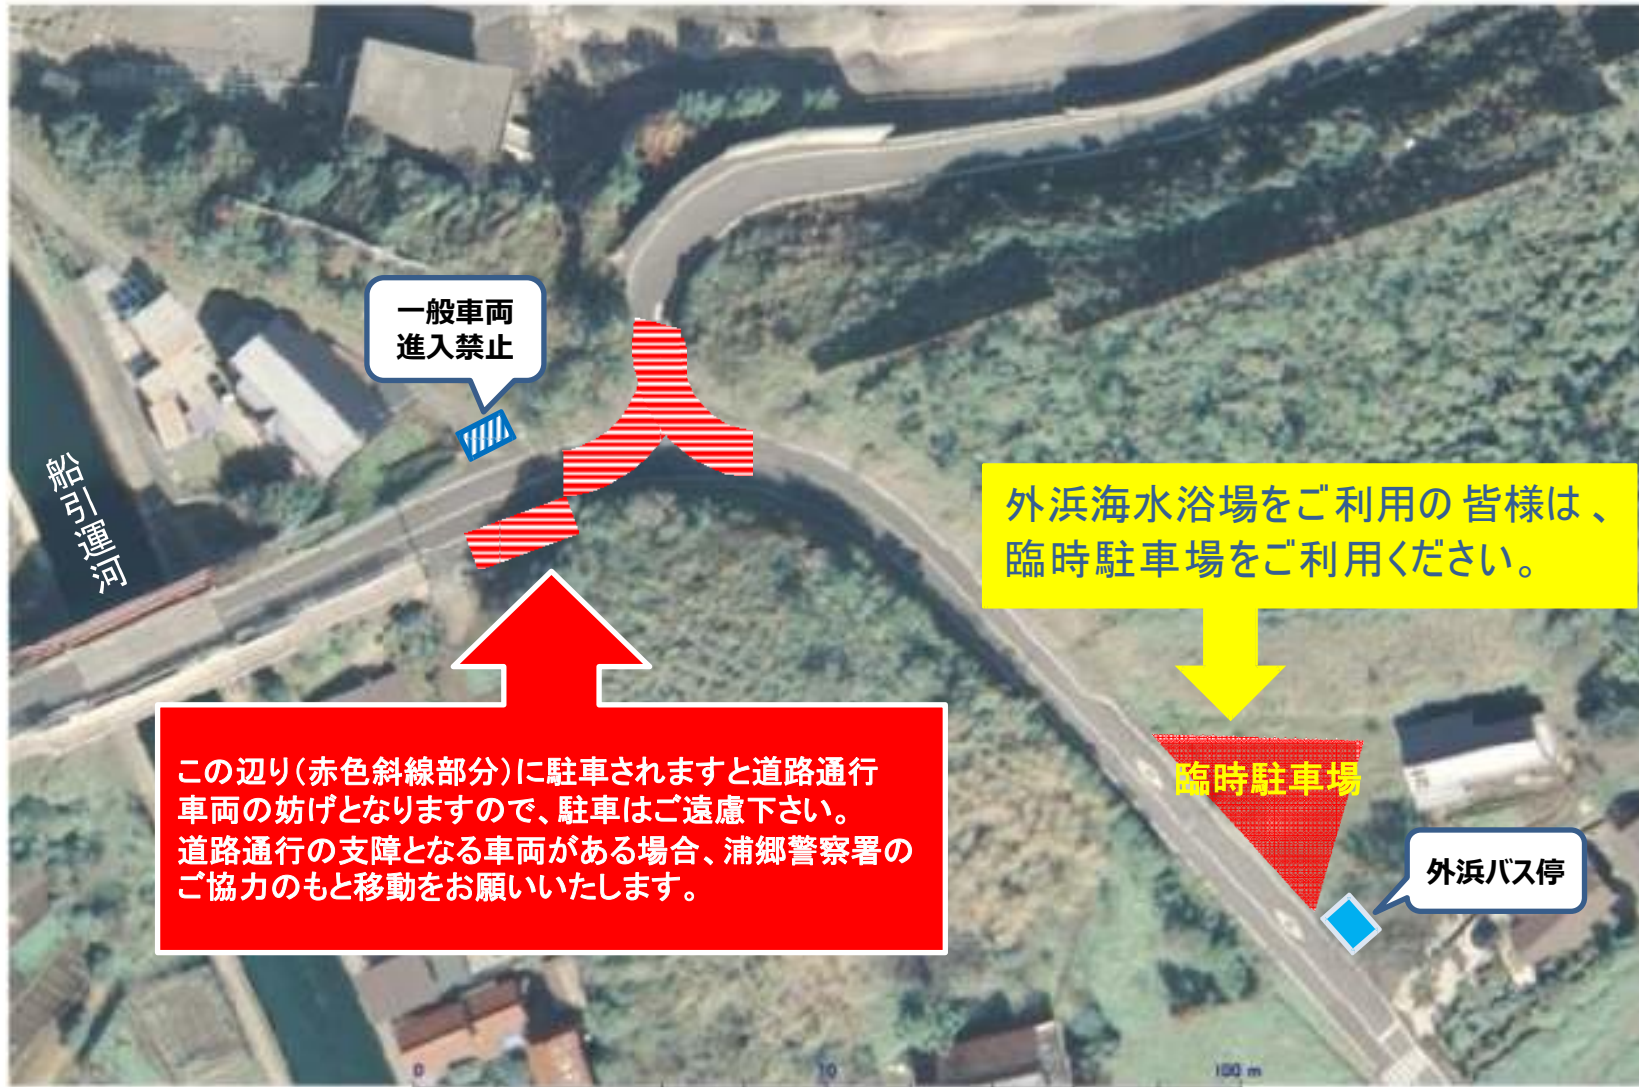 一般車両
進入禁止
船引運河
外浜海水浴場をご利用の皆様は、
臨時駐車場をご利用ください。
この辺り(赤色斜線部分)に駐車されますと道路通行
車両の妨げとなりますので、駐車はご遠慮下さい。
道路通行の支障となる車両がある場合、浦郷警察署の
ご協力のもと移動をお願いいたします。
臨時駐車場
外浜バス停
0
10
100 m